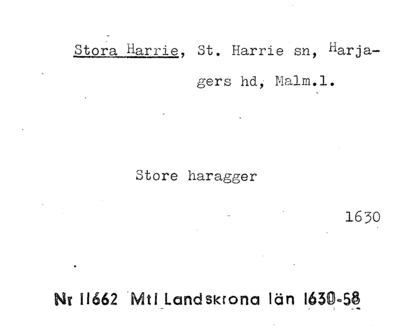 Stora Harrie, St. Harrie sn, Harja-
gers hd, Malm.l.
Store haragger
1630
Nr 11662 Mtl Landskrona län 1630-58